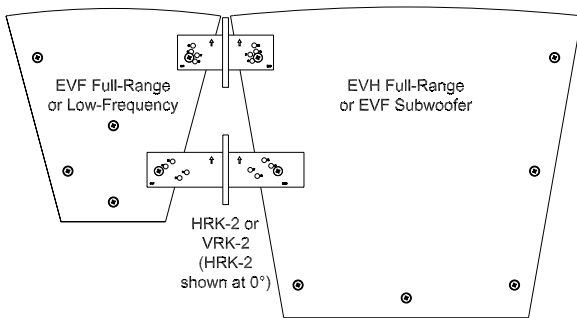 EVF Full-Range
or Low-Frequency
EVH Full-Range
or EVF Subwoofer
HRK-2 or
VRK-2
(HRK-2
shown at 0°)